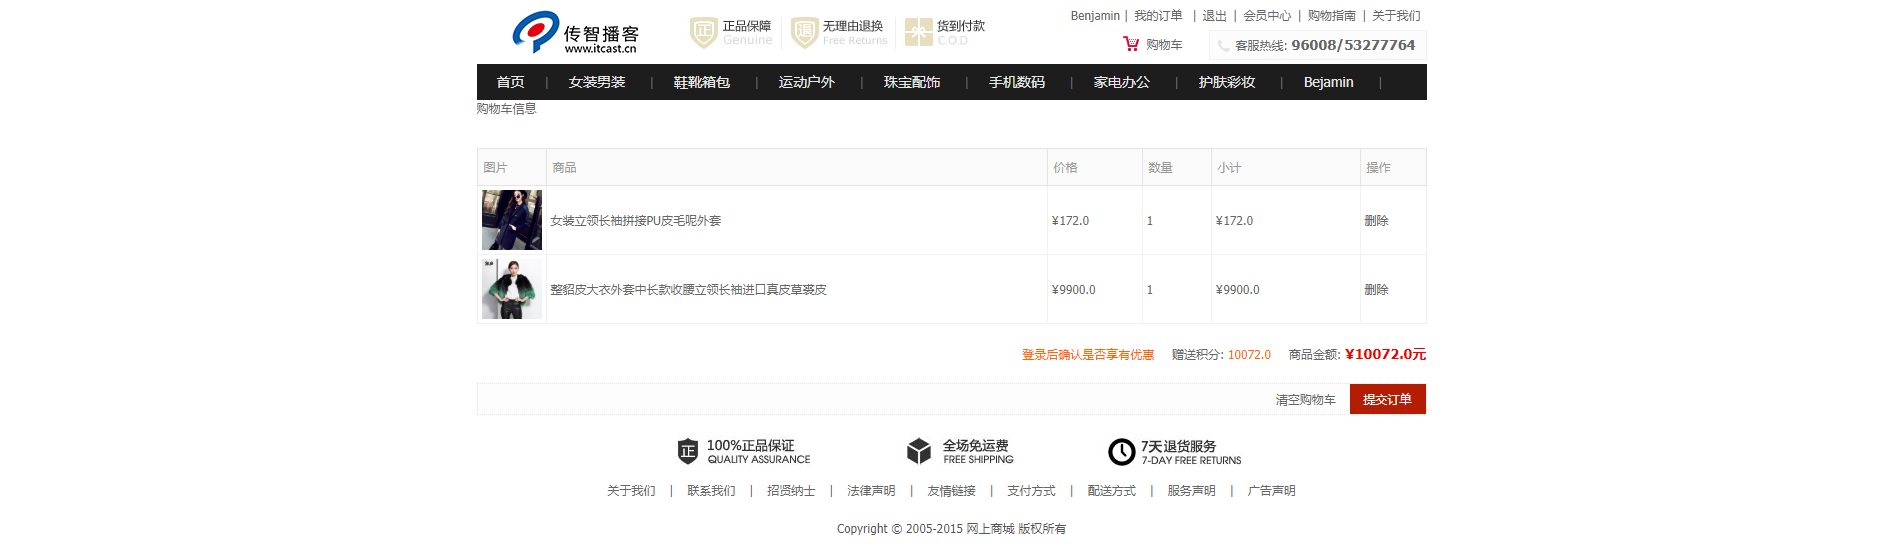 传智播客
www.itcast.cn
正品保障
Genuine
无理由退换
Free Returns
货到付款
C.O.D
Benjamin | 我的订单 | 退出 | 会员中心 | 购物指南 | 关于我们
购物车
客服热线: 96008/53277764
首页 | 女装男装 | 鞋靴箱包 | 运动户外 | 珠宝配饰 | 手机数码 | 家电办公 | 护肤彩妆 | Bejamin |
购物车信息
图片 商品 价格 数量 小计 操作
女装立领长袖拼接PU皮毛呢外套 ¥172.0 1 ¥172.0 删除
整貂皮大衣外套中长款收腰立领长袖进口真皮草裘皮 ¥9900.0 1 ¥9900.0 删除
登录后确认是否享有优惠 赠送积分: 10072.0 商品金额: ¥10072.0元
清空购物车 提交订单
正 100%正品保证
QUALITY ASSURANCE
全场免运费
FREE SHIPPING
7天退货服务
7-DAY FREE RETURNS
关于我们 | 联系我们 | 招贤纳士 | 法律声明 | 友情链接 | 支付方式 | 配送方式 | 服务声明 | 广告声明
Copyright © 2005-2015 网上商城 版权所有